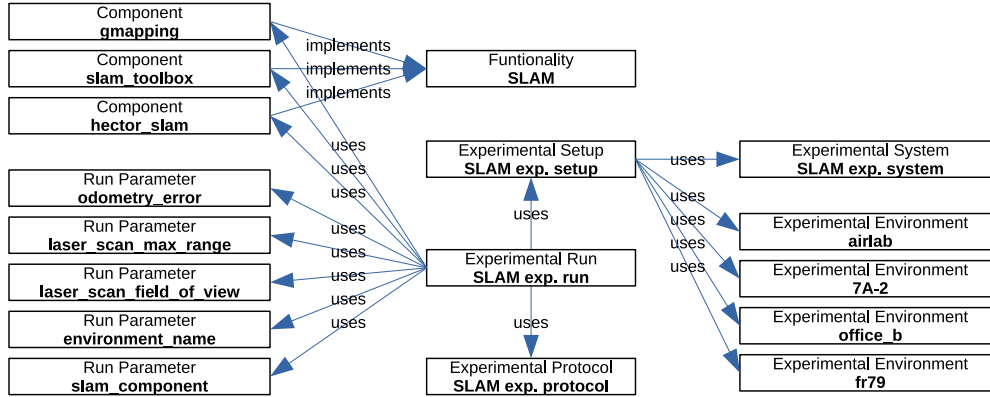 Component
gmapping
Component
slam_toolbox
Component
hector_slam
implements
implements
implements
Funtionality
SLAM
Run Parameter
odometry_error
Run Parameter
laser_scan_max_range
Run Parameter
laser_scan_field_of_view
Run Parameter
environment_name
Run Parameter
slam_component
uses
uses
uses
uses
uses
uses
uses
uses
Experimental Setup
SLAM exp. setup
uses
Experimental Run
SLAM exp. run
uses
Experimental Protocol
SLAM exp. protocol
uses
uses
uses
uses
uses
Experimental System
SLAM exp. system
Experimental Environment
airlab
Experimental Environment
7A-2
Experimental Environment
office_b
Experimental Environment
fr79